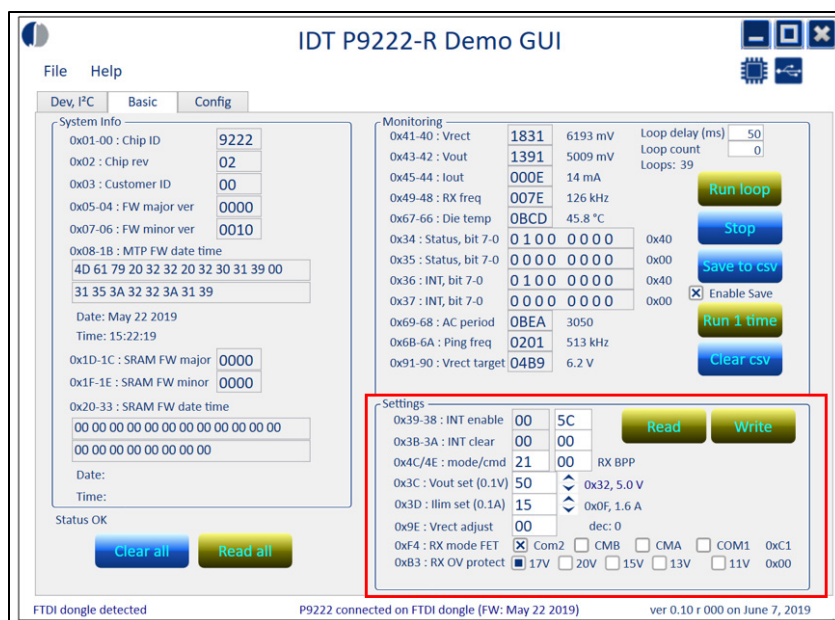 IDT P9222-R Demo GUI
File Help
Dev, I²C Basic Config
System Info
0x01-00 : Chip ID 9222
0x02 : Chip rev 02
0x03 : Customer ID 00
0x05-04 : FW major ver 0000
0x07-06 : FW minor ver 0010
0x08-1B : MTP FW date time
4D 61 79 20 32 32 20 32 30 31 39 00
31 35 3A 32 32 3A 31 39
Date: May 22 2019
Time: 15:22:19
0x1D-1C : SRAM FW major 0000
0x1F-1E : SRAM FW minor 0000
0x20-33 : SRAM FW date time
00 00 00 00 00 00 00 00 00 00 00 00
00 00 00 00 00 00 00 00
Date:
Time:
Status OK
Clear all Read all
Monitoring
0x41-40 : Vrect 1831 6193 mV
0x43-42 : Vout 1391 5009 mV
0x45-44 : Iout 000E 14 mA
0x49-48 : RX freq 007E 126 kHz
0x67-66 : Die temp 0BCD 45.8 °C
0x34 : Status, bit 7-0 0 1 0 0 0 0 0 0 0x40
0x35 : Status, bit 7-0 0 0 0 0 0 0 0 0 0x00
0x36 : INT, bit 7-0 0 1 0 0 0 0 0 0 0x40
0x37 : INT, bit 7-0 0 0 0 0 0 0 0 0 0x00
0x69-68 : AC period 0BEA 3050
0x6B-6A : Ping freq 0201 513 kHz
0x91-90 : Vrect target 04B9 6.2 V
Loop delay (ms) 50
Loop count 0
Loops: 39
Run loop
Stop
Save to csv
Enable Save
Run 1 time
Clear csv
Settings
0x39-38 : INT enable 00 5C
0x3B-3A : INT clear 00 00
0x4C/4E : mode/cmd 21 00 RX BPP
0x3C : Vout set (0.1V) 50 0x32, 5.0 V
0x3D : Ilim set (0.1A) 15 0x0F, 1.6 A
0x9E : Vrect adjust 00 dec: 0
0xF4 : RX mode FET Com2 CMB CMA COM1 0xC1
0xB3 : RX OV protect 17V 20V 15V 13V 11V 0x00
Read Write
FTDI dongle detected P9222 connected on FTDI dongle (FW: May 22 2019) ver 0.10 r 000 on June 7, 2019